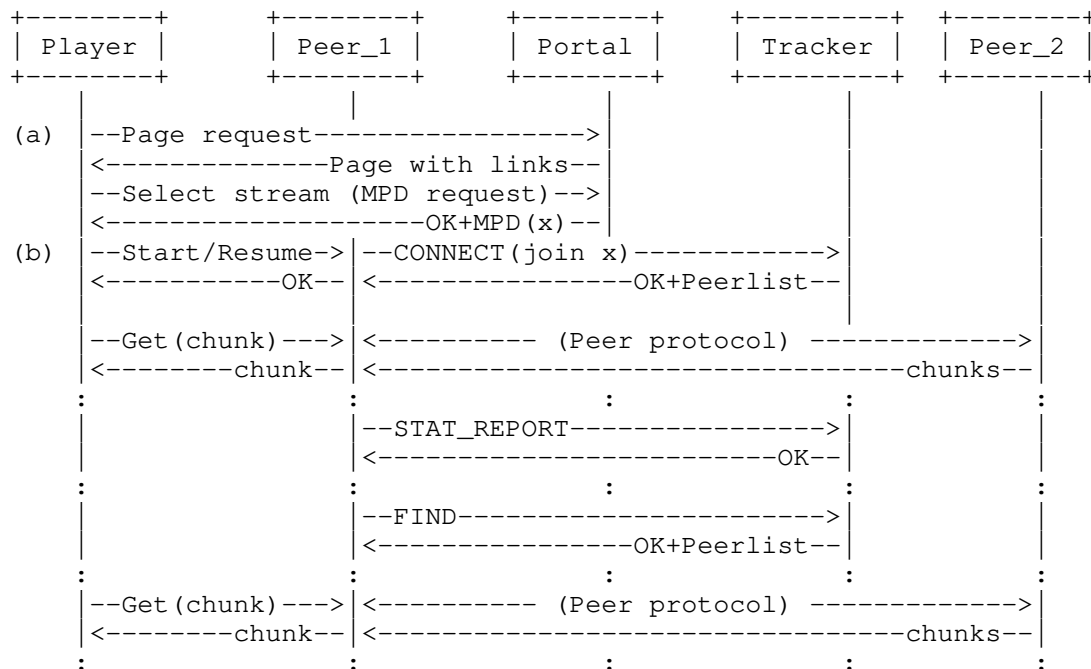 +--------+      +--------+     +--------+    +---------+  +--------+
| Player |      | Peer_1 |     | Portal |    | Tracker |  | Peer_2 |
+--------+      +--------+     +--------+    +---------+  +--------+
    |                 |                |               |            |
(a) |--Page request----------------->|               |            |
    |<--------------Page with links--|               |            |
    |--Select stream (MPD request)-->|               |            |
    |<--------------------OK+MPD(x)--|               |            |
(b) |--Start/Resume->|--CONNECT(join x)------------>|            |
    |<-----------OK--|<----------------OK+Peerlist--|            |
    |                |                              |            |
    |--Get(chunk)--->|<---------- (Peer protocol) ------------->|
    |<--------chunk--|<---------------------------------chunks--|
    :                :                :               :            :
    |                |--STAT_REPORT---------------->|            |
    |                |<-------------------------OK--|            |
    :                :                :               :            :
    |                |--FIND----------------------->|            |
    |                |<----------------OK+Peerlist--|            |
    :                :                :               :            :
    |--Get(chunk)--->|<---------- (Peer protocol) ------------->|
    |<--------chunk--|<---------------------------------chunks--|
    :                :                :               :            :